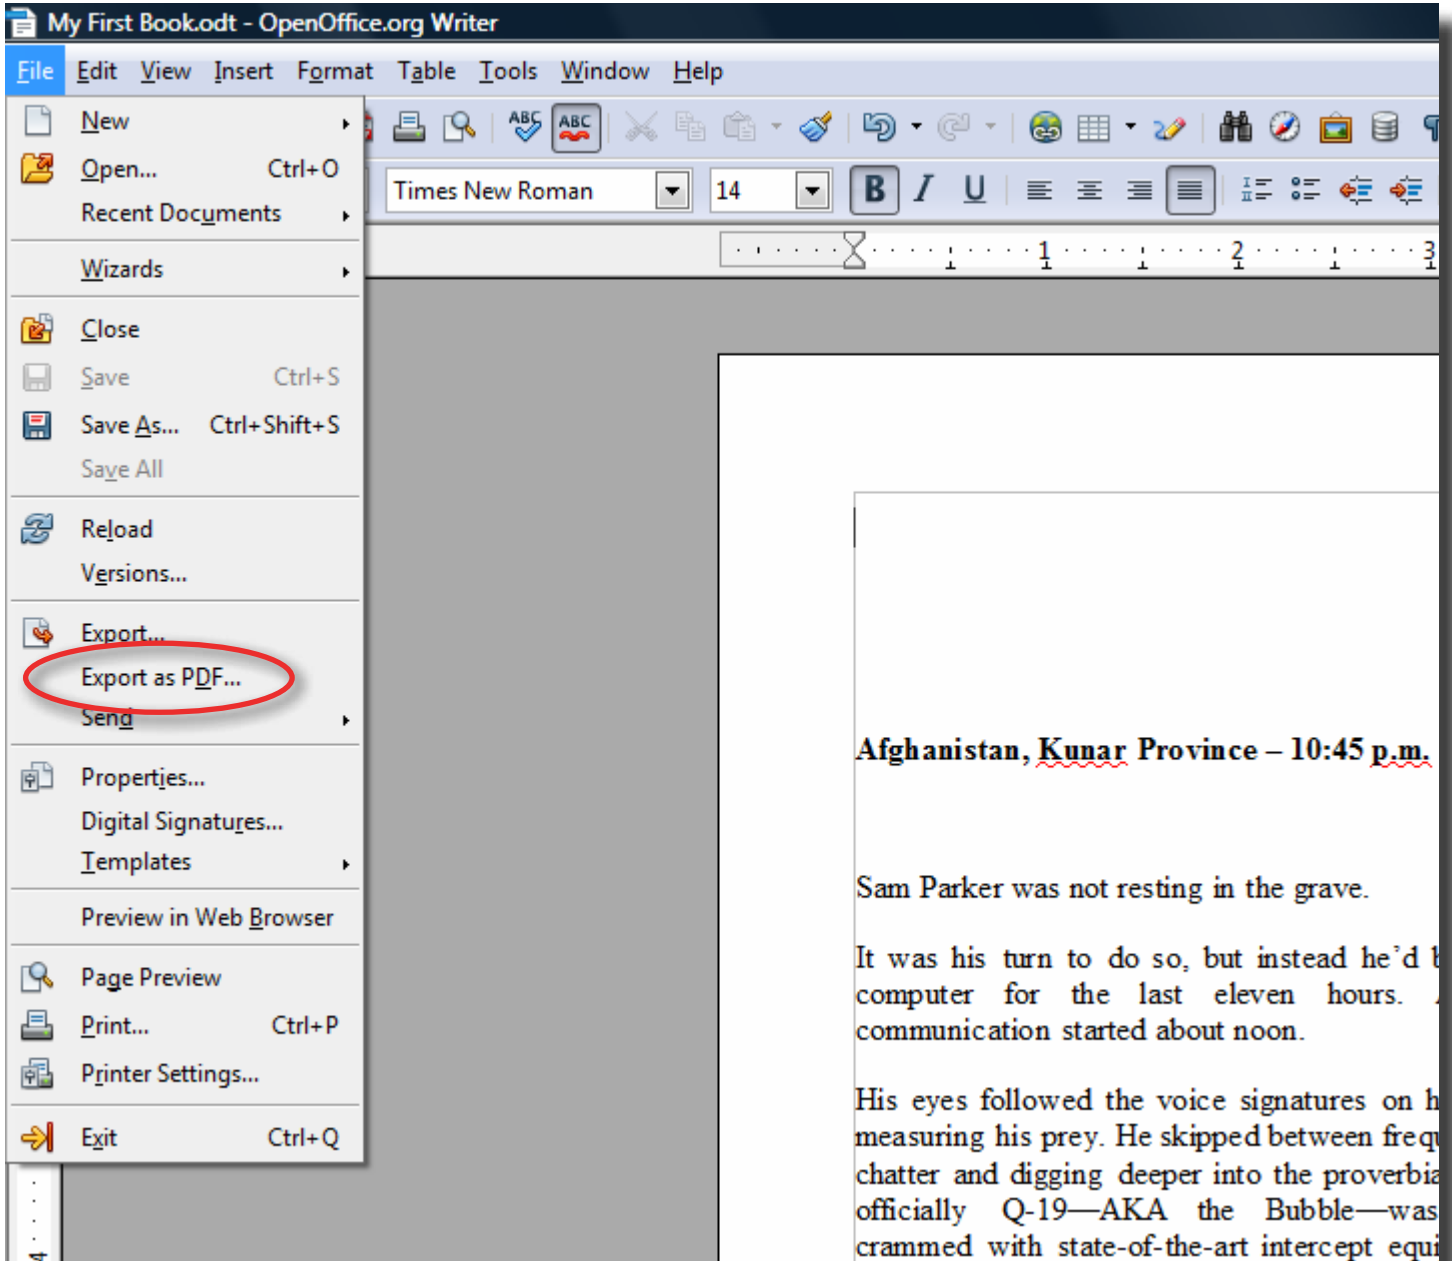 My First Book.odt - OpenOffice.org Writer
File Edit View Insert Format Table Tools Window Help
New
Open... Ctrl+O
Recent Documents
Wizards
Close
Save Ctrl+S
Save As... Ctrl+Shift+S
Save All
Reload
Versions...
Export...
Export as PDF...
Send
Properties...
Digital Signatures...
Templates
Preview in Web Browser
Page Preview
Print... Ctrl+P
Printer Settings...
Exit Ctrl+Q
ABC ABC
Times New Roman 14 B I U
1 2 3
4
Afghanistan, Kunar Province – 10:45 p.m.
Sam Parker was not resting in the grave.
It was his turn to do so, but instead he’d
computer for the last eleven hours.
communication started about noon.
His eyes followed the voice signatures on
measuring his prey. He skipped between
chatter and digging deeper into the
officially Q-19—AKA the Bubble—was
crammed with state-of-the-art intercept